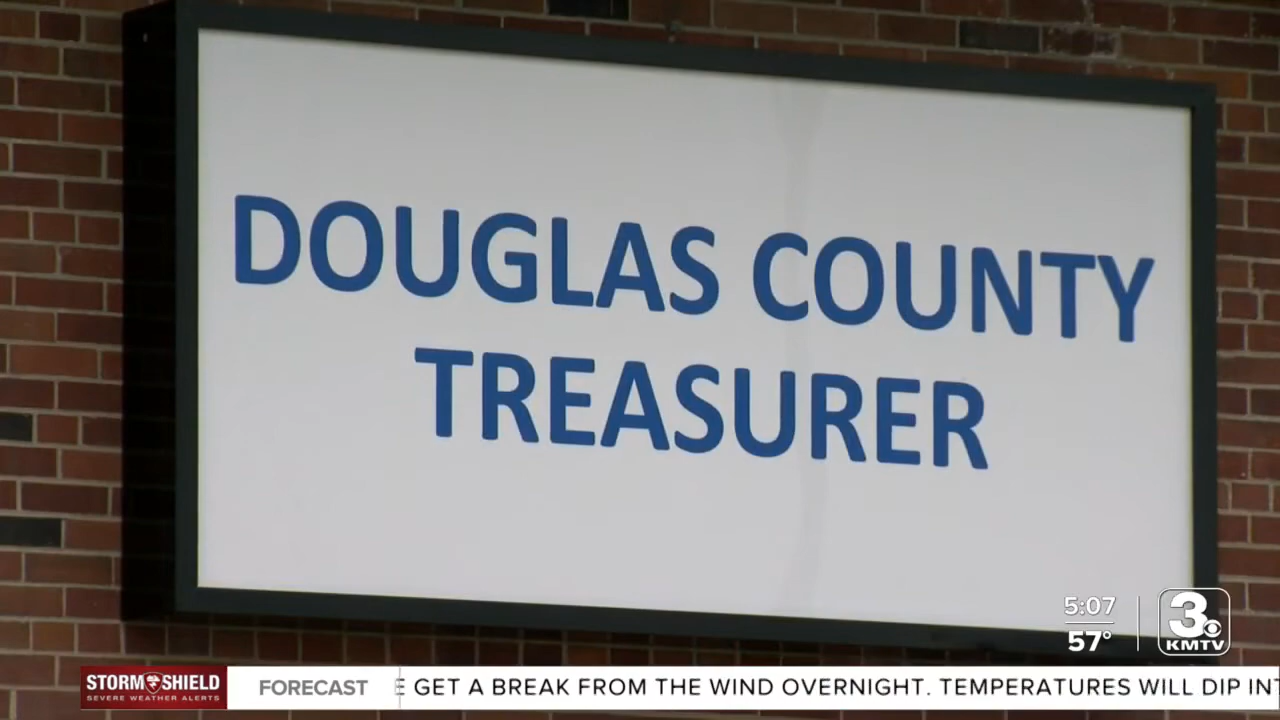 DOUGLAS COUNTY
TREASURER
5:07
57°
3
KMTV
STORM SHIELD
SEVERE WEATHER ALERTS
FORECAST
GET A BREAK FROM THE WIND OVERNIGHT. TEMPERATURES WILL DIP